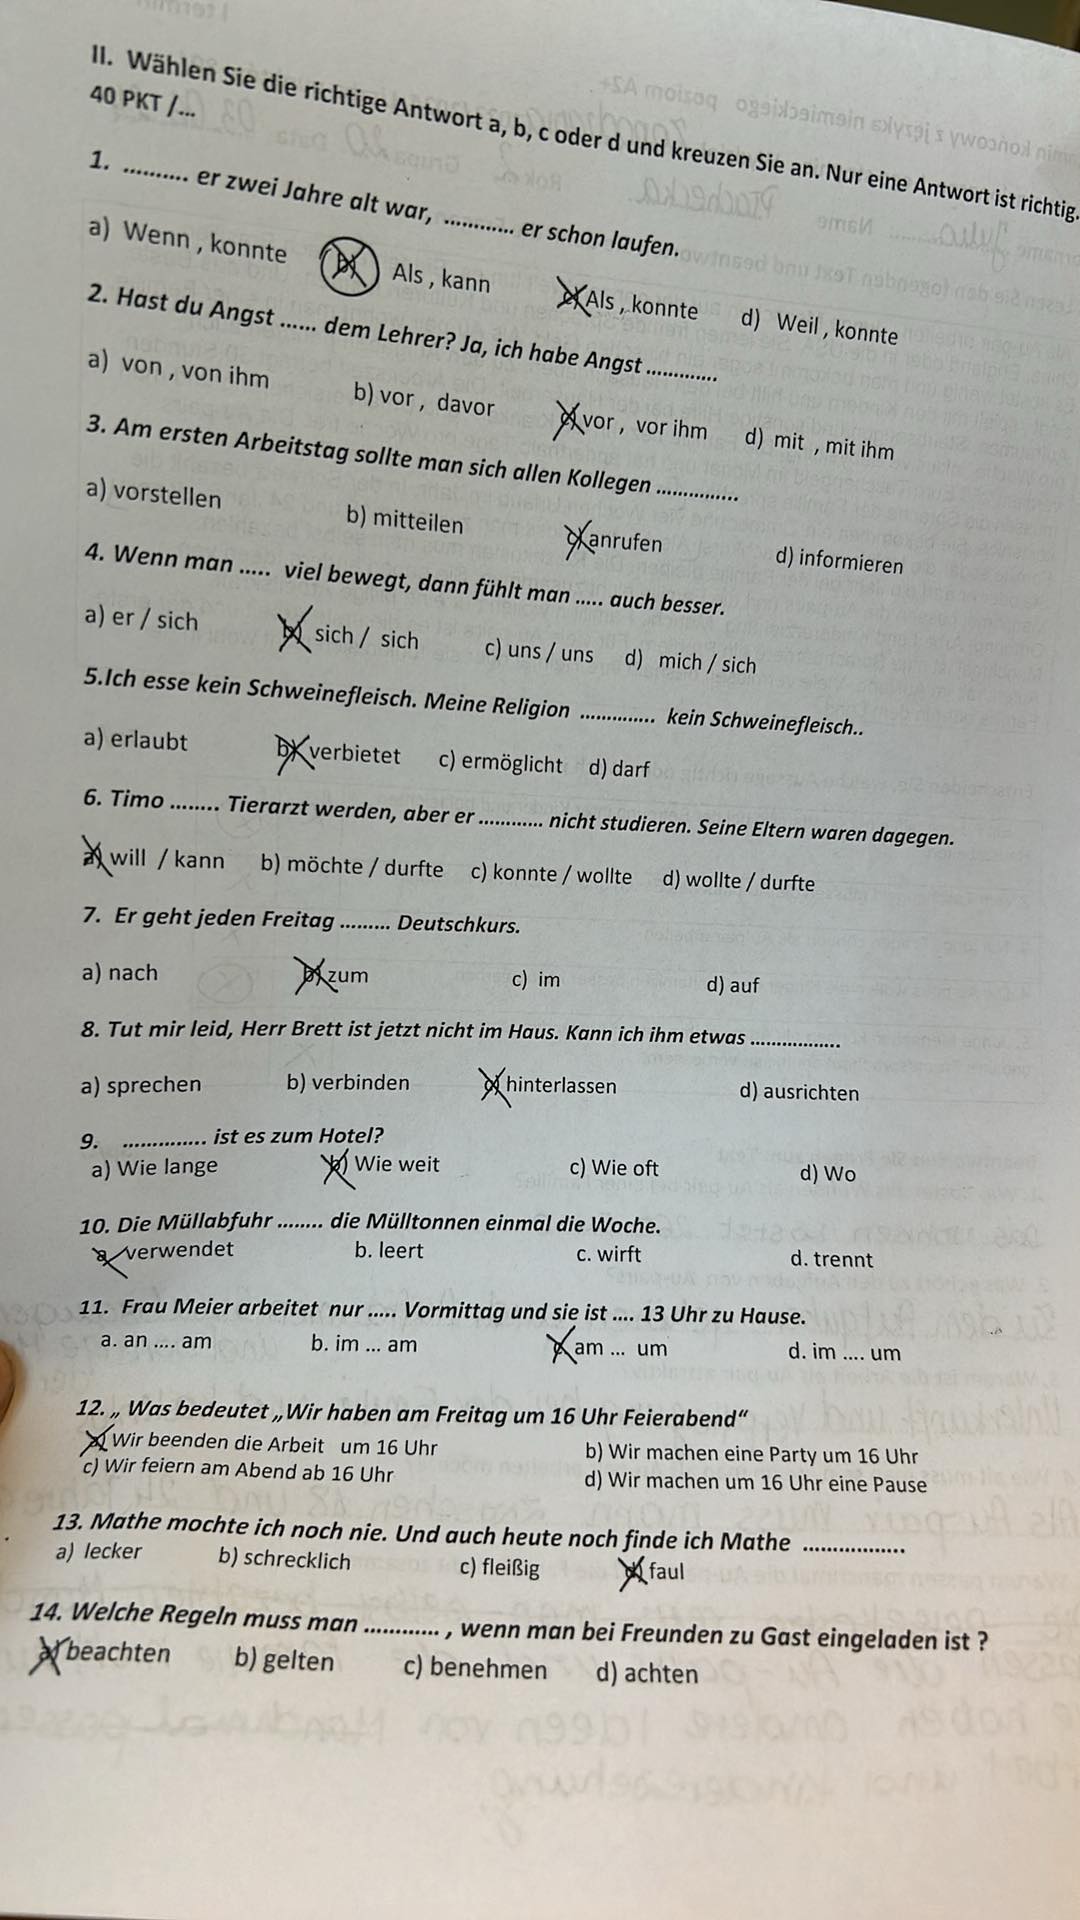 II. Wählen Sie die richtige Antwort a, b, c oder d und kreuzen Sie an. Nur eine Antwort ist richtig.
40 PKT /...
1. .......... er zwei Jahre alt war, ............ er schon laufen.
a) Wenn , konnte b) Als , kann c) Als , konnte d) Weil , konnte
2. Hast du Angst ...... dem Lehrer? Ja, ich habe Angst .............
a) von , von ihm b) vor , davor c) vor , vor ihm d) mit , mit ihm
3. Am ersten Arbeitstag sollte man sich allen Kollegen ...............
a) vorstellen b) mitteilen c) anrufen d) informieren
4. Wenn man ..... viel bewegt, dann fühlt man ..... auch besser.
a) er / sich b) sich / sich c) uns / uns d) mich / sich
5.Ich esse kein Schweinefleisch. Meine Religion .............. kein Schweinefleisch..
a) erlaubt b) verbietet c) ermöglicht d) darf
6. Timo ........ Tierarzt werden, aber er ............ nicht studieren. Seine Eltern waren dagegen.
a) will / kann b) möchte / durfte c) konnte / wollte d) wollte / durfte
7. Er geht jeden Freitag ......... Deutschkurs.
a) nach b) zum c) im d) auf
8. Tut mir leid, Herr Brett ist jetzt nicht im Haus. Kann ich ihm etwas .................
a) sprechen b) verbinden c) hinterlassen d) ausrichten
9. .............. ist es zum Hotel?
a) Wie lange b) Wie weit c) Wie oft d) Wo
10. Die Müllabfuhr ........ die Mülltonnen einmal die Woche.
a. verwendet b. leert c. wirft d. trennt
11. Frau Meier arbeitet nur ..... Vormittag und sie ist .... 13 Uhr zu Hause.
a. an .... am b. im ... am c. am ... um d. im .... um
12. „ Was bedeutet „Wir haben am Freitag um 16 Uhr Feierabend“
a) Wir beenden die Arbeit um 16 Uhr b) Wir machen eine Party um 16 Uhr
c) Wir feiern am Abend ab 16 Uhr d) Wir machen um 16 Uhr eine Pause
13. Mathe mochte ich noch nie. Und auch heute noch finde ich Mathe .................
a) lecker b) schrecklich c) fleißig d) faul
14. Welche Regeln muss man ............ , wenn man bei Freunden zu Gast eingeladen ist ?
a) beachten b) gelten c) benehmen d) achten